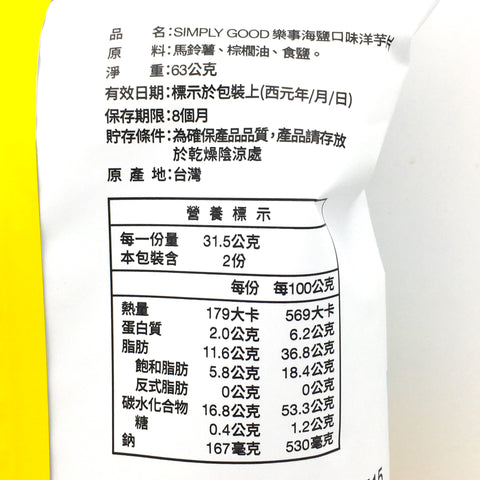 品 名:SIMPLY GOOD 樂事海鹽口味洋芋
原 料:馬鈴薯、棕櫚油、食鹽。
淨 重:63公克
有效日期:標示於包裝上(西元年/月/日)
保存期限:8個月
貯存條件:為確保產品品質,產品請存放
於乾燥陰涼處
原 產 地:台灣
營 養 標 示
每一份量 31.5公克
本包裝含 2份
每份 每100公克
熱量 179大卡 569大卡
蛋白質 2.0公克 6.2公克
脂肪 11.6公克 36.8公克
飽和脂肪 5.8公克 18.4公克
反式脂肪 0公克 0公克
碳水化合物 16.8公克 53.3公克
糖 0.4公克 1.2公克
鈉 167毫克 530毫克